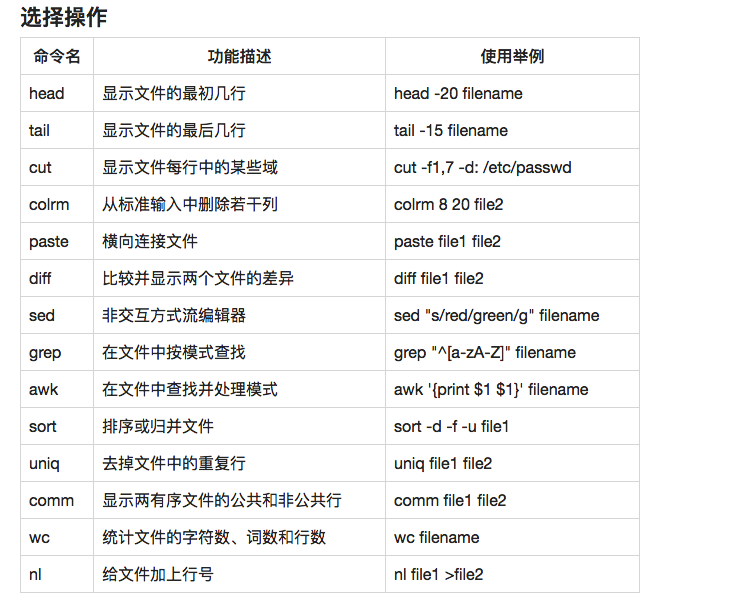 选择操作
命令名 功能描述 使用举例
head 显示文件的最初几行 head -20 filename
tail 显示文件的最后几行 tail -15 filename
cut 显示文件每行中的某些域 cut -f1,7 -d: /etc/passwd
colrm 从标准输入中删除若干列 colrm 8 20 file2
paste 横向连接文件 paste file1 file2
diff 比较并显示两个文件的差异 diff file1 file2
sed 非交互方式流编辑器 sed "s/red/green/g" filename
grep 在文件中按模式查找 grep "^[a-zA-Z]" filename
awk 在文件中查找并处理模式 awk '{print $1 $1}' filename
sort 排序或归并文件 sort -d -f -u file1
uniq 去掉文件中的重复行 uniq file1 file2
comm 显示两有序文件的公共和非公共行 comm file1 file2
wc 统计文件的字符数、词数和行数 wc filename
nl 给文件加上行号 nl file1 >file2